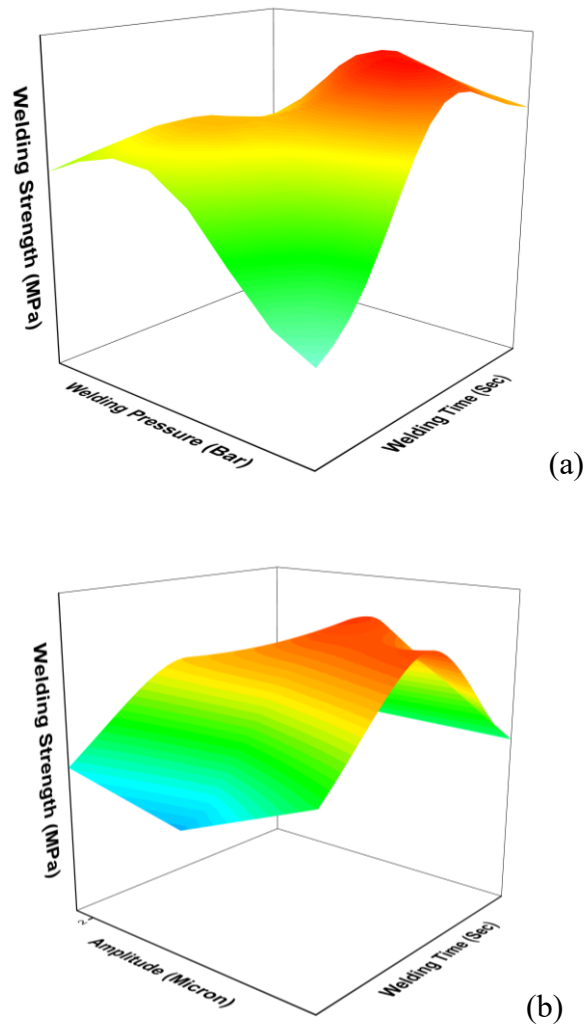 Welding Strength (MPa)
Welding Pressure (Bar)
Welding Time (Sec)
(a)
Welding Strength (MPa)
Amplitude (Micron)
Welding Time (Sec)
(b)